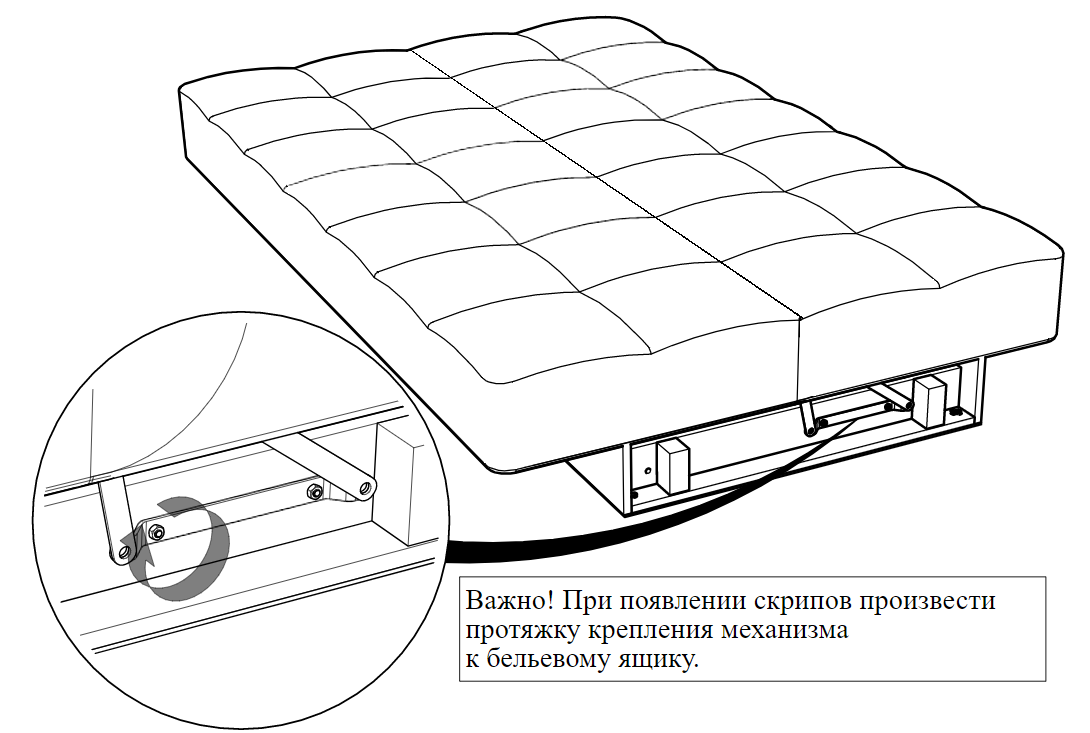 Важно! При появлении скрипов произвести
протяжку крепления механизма
к бельевому ящику.